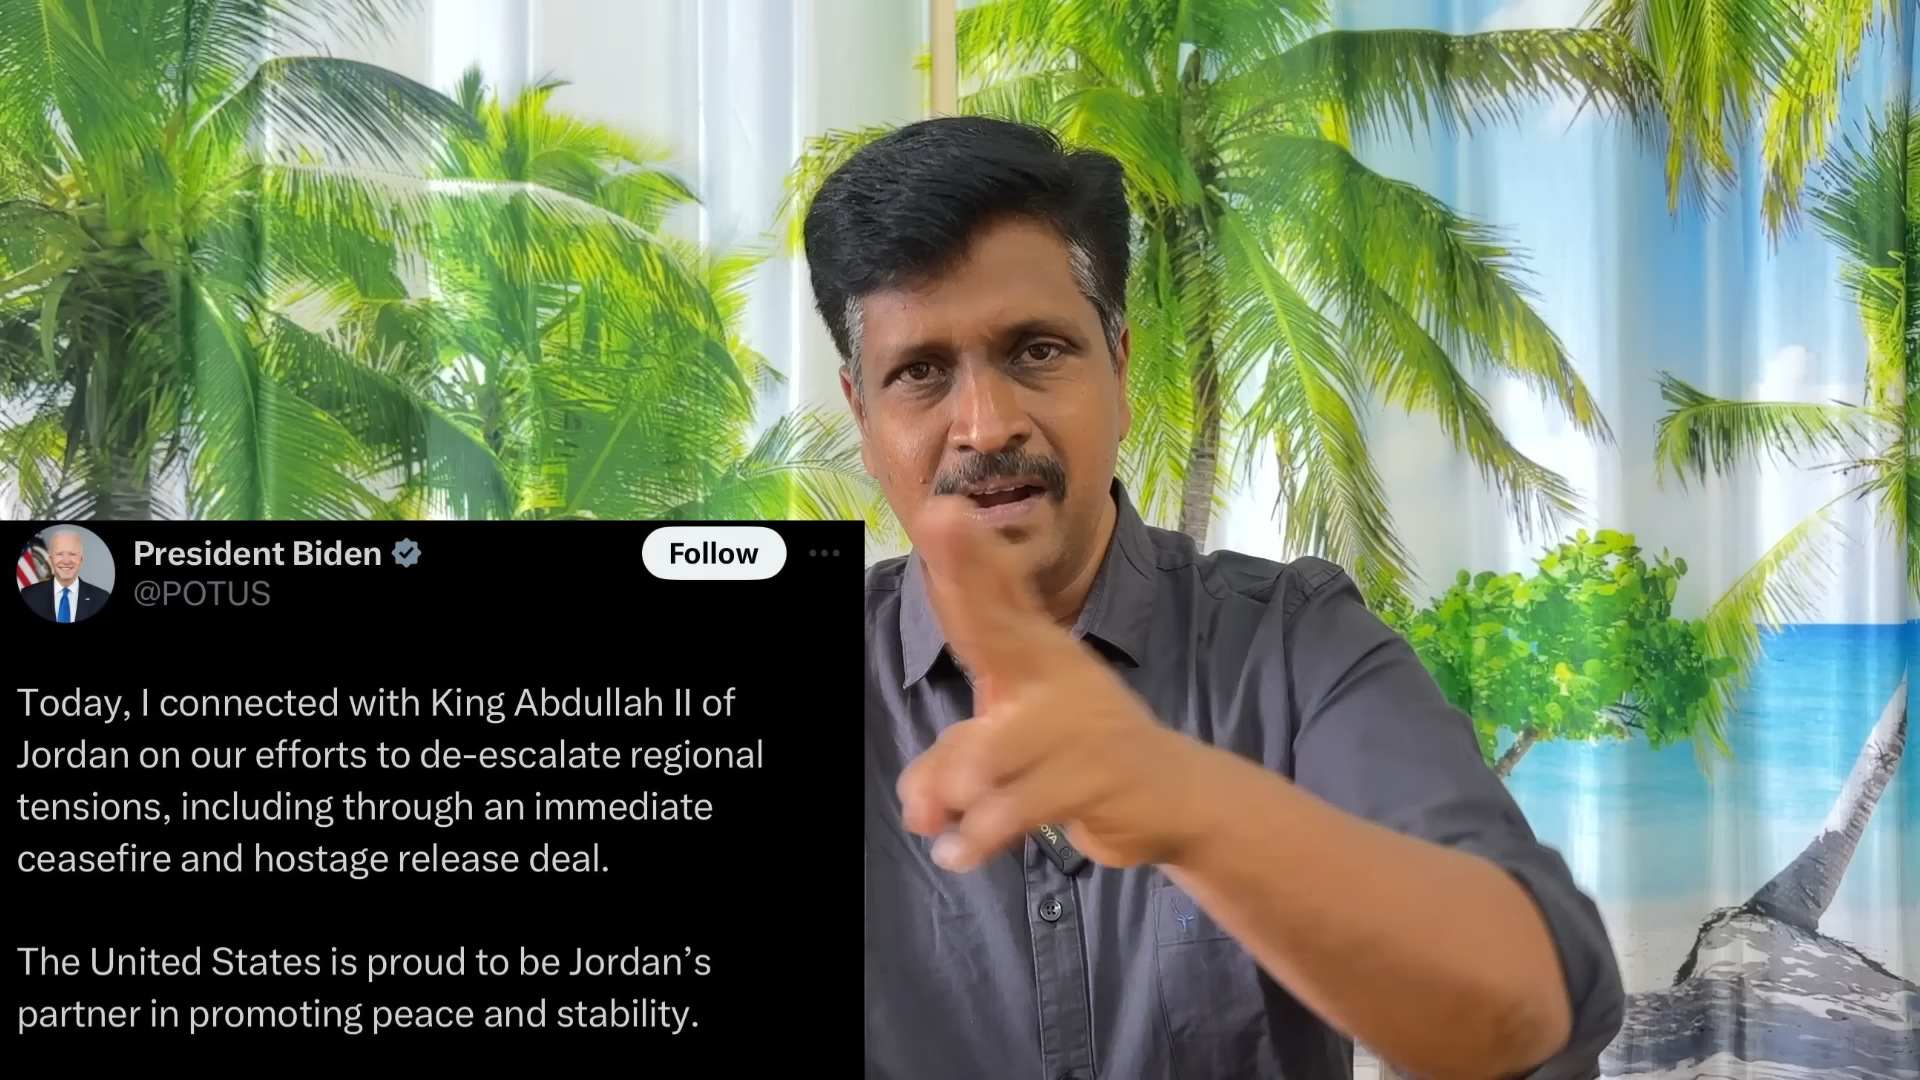 President Biden
@POTUS
Follow
Today, I connected with King Abdullah II of
Jordan on our efforts to de-escalate regional
tensions, including through an immediate
ceasefire and hostage release deal.
The United States is proud to be Jordan’s
partner in promoting peace and stability.
OYA